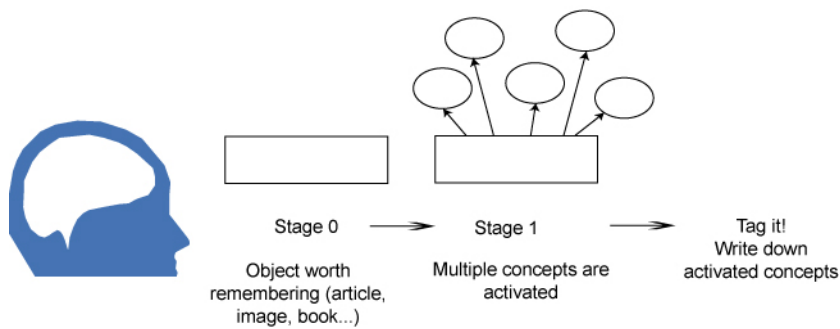 Stage 0
Object worth
remembering (article,
image, book...)
Stage 1
Multiple concepts are
activated
Tag it!
Write down
activated concepts